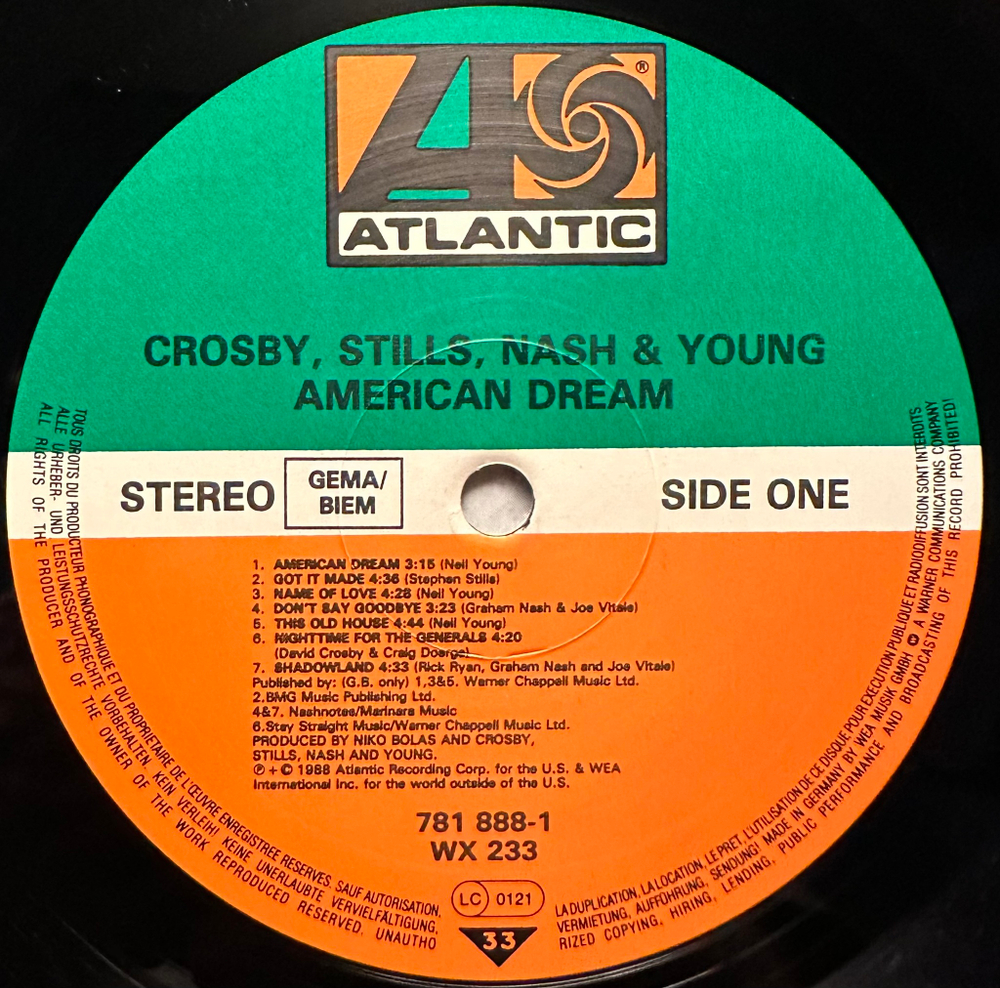 ®
ATLANTIC
CROSBY, STILLS, NASH & YOUNG
AMERICAN DREAM
STEREO
GEMA/
BIEM
SIDE ONE
1. AMERICAN DREAM 3:15 (Neil Young)
2. GOT IT MADE 4:36 (Stephen Stills)
3. NAME OF LOVE 4:28 (Neil Young)
4. DON'T SAY GOODBYE 3:23 (Graham Nash & Joe Vitale)
5. THIS OLD HOUSE 4:44 (Neil Young)
6. NIGHTTIME FOR THE GENERALS 4:20
(David Crosby & Craig Doerge)
7. SHADOWLAND 4:33 (Rick Ryan, Graham Nash and Joe Vitale)
Published by: (G.B. only) 1,3&5. Warner Chappell Music Ltd.
2.BMG Music Publishing Ltd.
4&7. Nashnotes/Marinara Music
6.Stay Straight Music/Warner Chappell Music Ltd.
PRODUCED BY NIKO BOLAS AND CROSBY,
STILLS, NASH AND YOUNG.
℗ + © 1988 Atlantic Recording Corp. for the U.S. & WEA
International Inc. for the world outside of the U.S.
781 888-1
WX 233
LC 0121
33
TOUS DROITS DU PRODUCTEUR PHONOGRAPHIQUE ET DU PROPRIETAIRE DE L'ŒUVRE ENREGISTREE RESERVES. SAUF AUTORISATION,
LA DUPLICATION, LA LOCATION, LE PRET, L'UTILISATION DE CE DISQUE POUR EXECUTION PUBLIQUE ET RADIODIFFUSION SONT INTERDITS
ALLE URHEBER- UND LEISTUNGSSCHUTZRECHTE VORBEHALTEN. KEIN VERLEIH! KEINE UNERLAUBTE VERVIELFÄLTIGUNG,
VERMIETUNG, AUFFÜHRUNG, SENDUNG! MADE IN GERMANY BY WEA MUSIK GMBH A WARNER COMMUNICATIONS COMPANY
ALL RIGHTS OF THE PRODUCER AND OF THE OWNER OF THE WORK REPRODUCED RESERVED. UNAUTHO
RIZED COPYING, HIRING, LENDING, PUBLIC PERFORMANCE AND BROADCASTING OF THIS RECORD PROHIBITED!